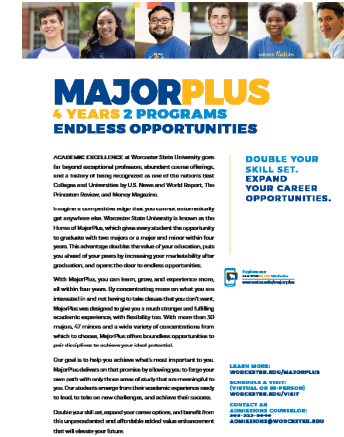 MAJORPLUS
4 YEARS 2 PROGRAMS
ENDLESS OPPORTUNITIES
ACADEMIC EXCELLENCE at Worcester State University goes
far beyond exceptional professors, abundant course offerings,
and a history of being recognized as one of the nation's Best
Colleges and Universities by U.S. News and World Report, The
Princeton Review, and Money Magazine.
Imagine a competitive edge that you cannot automatically
get anywhere else. Worcester State University is known as the
Home of MajorPlus, which gives every student the opportunity
to graduate with two majors or a major and minor within four
years. This advantage doubles the value of your education, puts
you ahead of your peers by increasing your marketability after
graduation, and opens the door to endless opportunities.
With MajorPlus, you can learn, grow, and experience more,
all within four years. By concentrating more on what you are
interested in and not having to take classes that you don't want,
MajorPlus was designed to give you a much stronger and fulfilling
academic experience, with flexibility too. With more than 30
majors, 47 minors and a wide variety of concentrations from
which to choose, MajorPlus offers boundless opportunities to
pair disciplines to achieve your ideal potential.
Our goal is to help you achieve what's most important to you.
MajorPlus delivers on that promise by allowing you to forge your
own path with only those areas of study that are meaningful to
you. Our students emerge from their academic experience ready
to lead, to take on new challenges, and achieve their success.
Double your skill set, expand your career options, and benefit from
this unprecedented and affordable added value enhancement
that will elevate your future.
DOUBLE YOUR
SKILL SET.
EXPAND
YOUR CAREER
OPPORTUNITIES.
Explore our
MAJORPLUS Website
worcester.edu/majorplus
LEARN MORE:
WORCESTER.EDU/MAJORPLUS
SCHEDULE A VISIT:
(VIRTUAL OR IN-PERSON)
WORCESTER.EDU/VISIT
CONTACT AN
ADMISSIONS COUNSELOR:
ADMISSIONS@WORCESTER.EDU